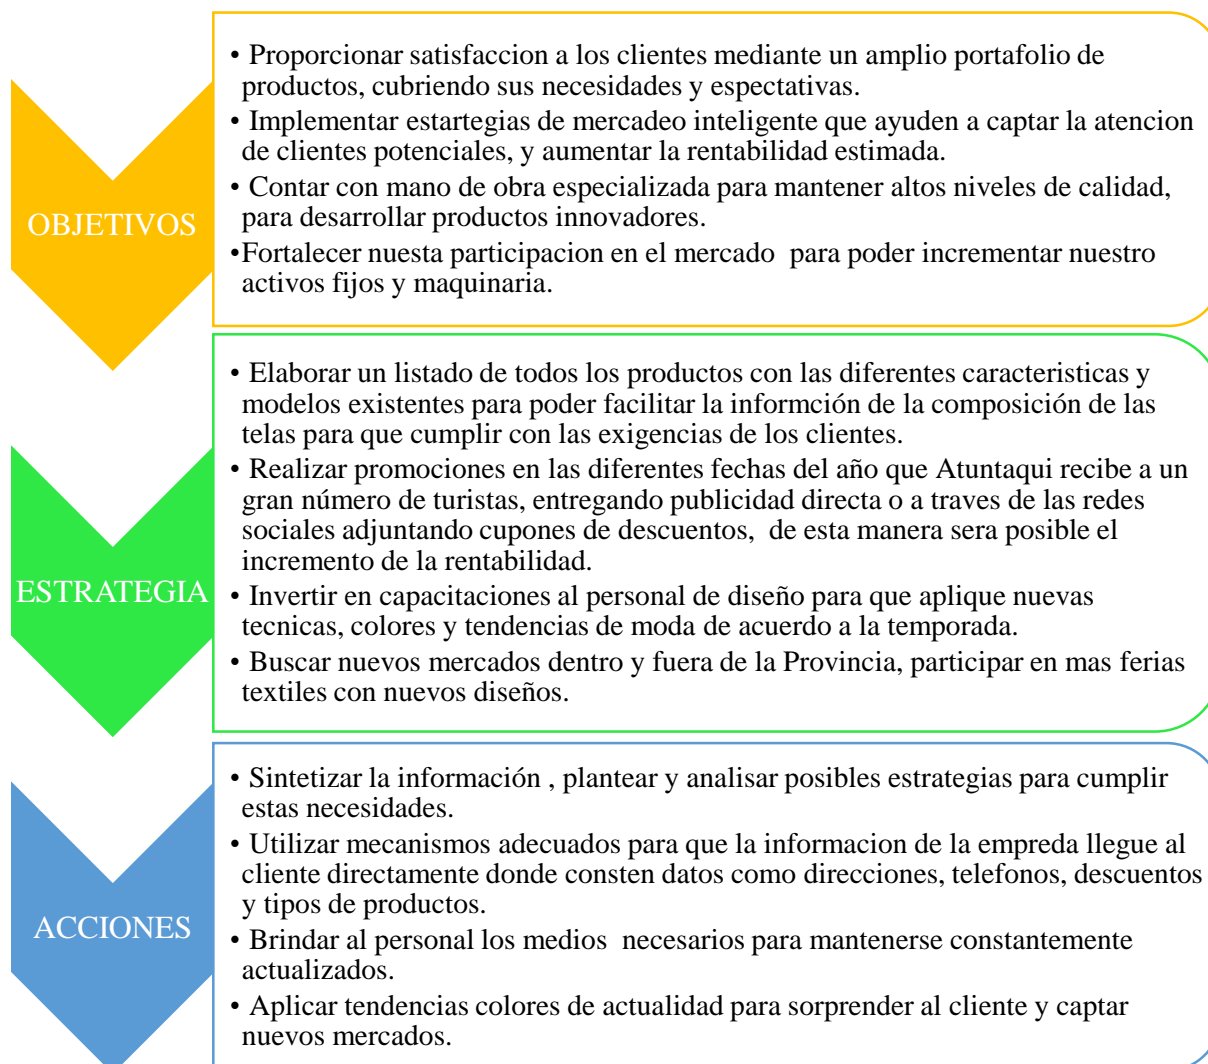 OBJETIVOS
• Proporcionar satisfaccion a los clientes mediante un amplio portafolio de
productos, cubriendo sus necesidades y espectativas.
• Implementar estartegias de mercadeo inteligente que ayuden a captar la atencion
de clientes potenciales, y aumentar la rentabilidad estimada.
• Contar con mano de obra especializada para mantener altos niveles de calidad,
para desarrollar productos innovadores.
•Fortalecer nuesta participacion en el mercado  para poder incrementar nuestro
activos fijos y maquinaria.
ESTRATEGIA
• Elaborar un listado de todos los productos con las diferentes caracteristicas y
modelos existentes para poder facilitar la informción de la composición de las
telas para que cumplir con las exigencias de los clientes.
• Realizar promociones en las diferentes fechas del año que Atuntaqui recibe a un
gran número de turistas, entregando publicidad directa o a traves de las redes
sociales adjuntando cupones de descuentos,  de esta manera sera posible el
incremento de la rentabilidad.
• Invertir en capacitaciones al personal de diseño para que aplique nuevas
tecnicas, colores y tendencias de moda de acuerdo a la temporada.
• Buscar nuevos mercados dentro y fuera de la Provincia, participar en mas ferias
textiles con nuevos diseños.
ACCIONES
• Sintetizar la información , plantear y analisar posibles estrategias para cumplir
estas necesidades.
• Utilizar mecanismos adecuados para que la informacion de la empreda llegue al
cliente directamente donde consten datos como direcciones, telefonos, descuentos
y tipos de productos.
• Brindar al personal los medios  necesarios para mantenerse constantemente
actualizados.
• Aplicar tendencias colores de actualidad para sorprender al cliente y captar
nuevos mercados.